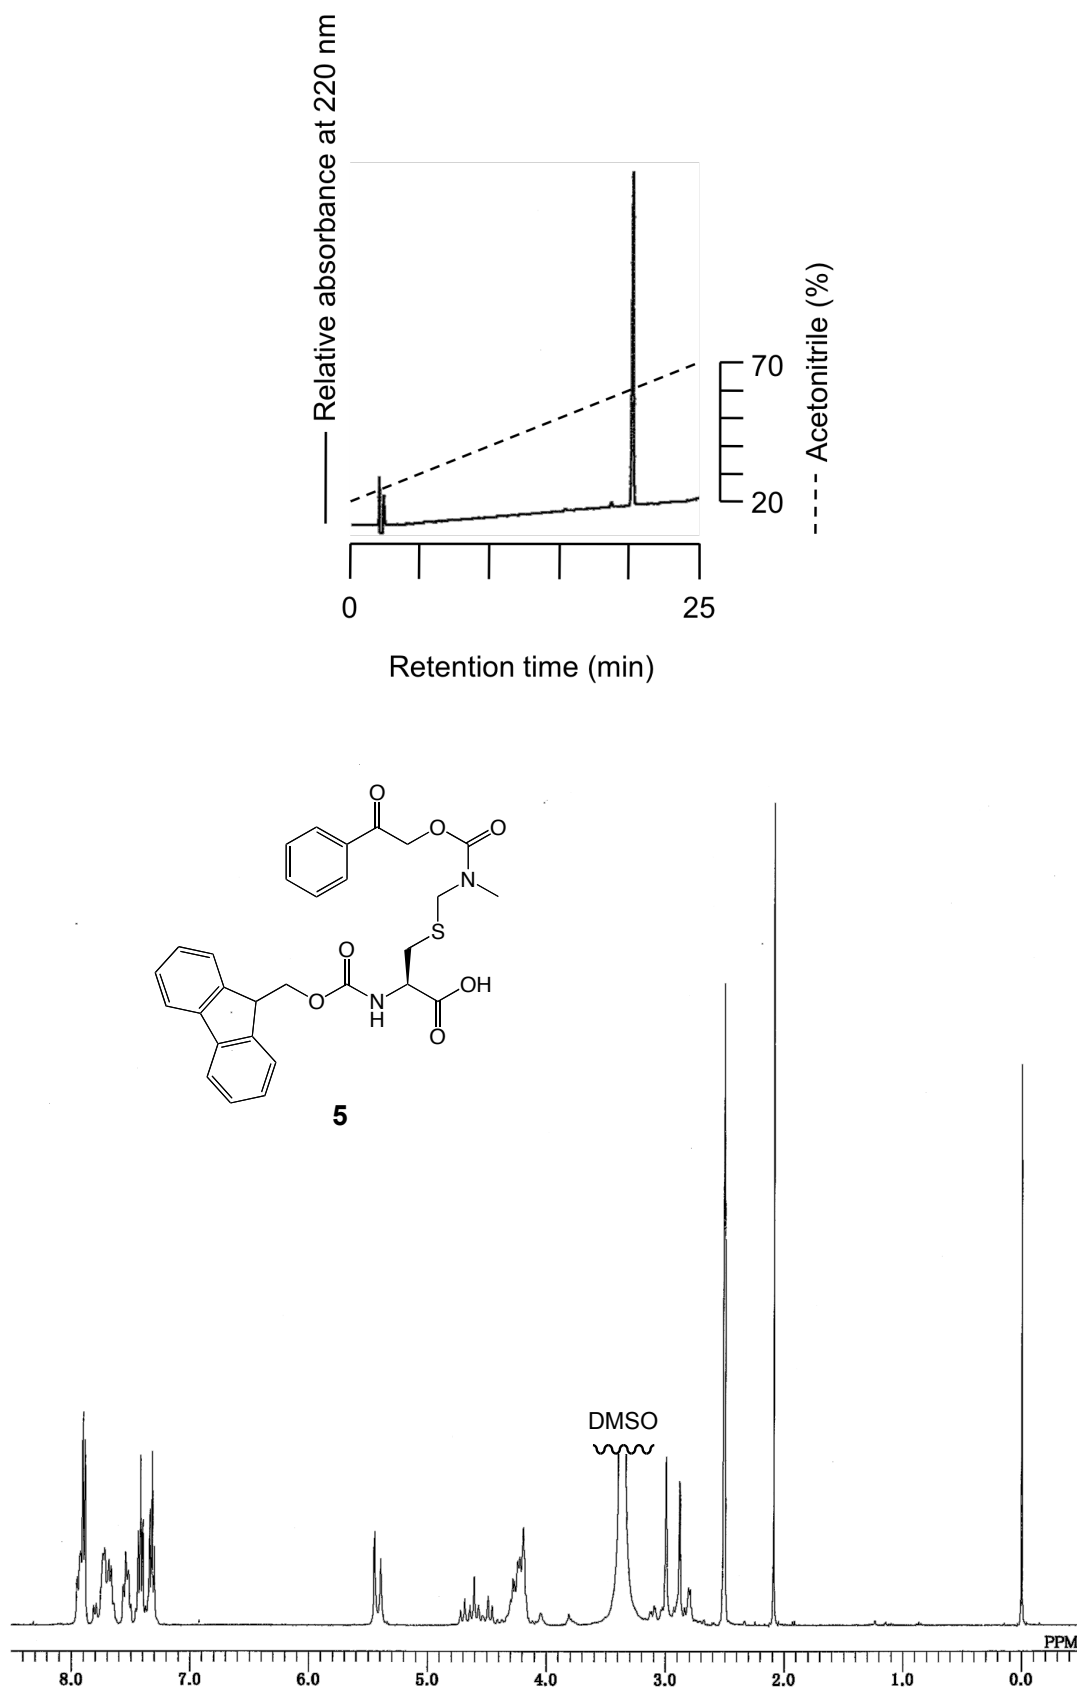 Relative absorbance at 220 nm
Acetonitrile (%)
70
20
0
25
Retention time (min)
O
O
O
N
S
O
O
N
H
OH
O
5
DMSO
PPM
8.0
7.0
6.0
5.0
4.0
3.0
2.0
1.0
0.0